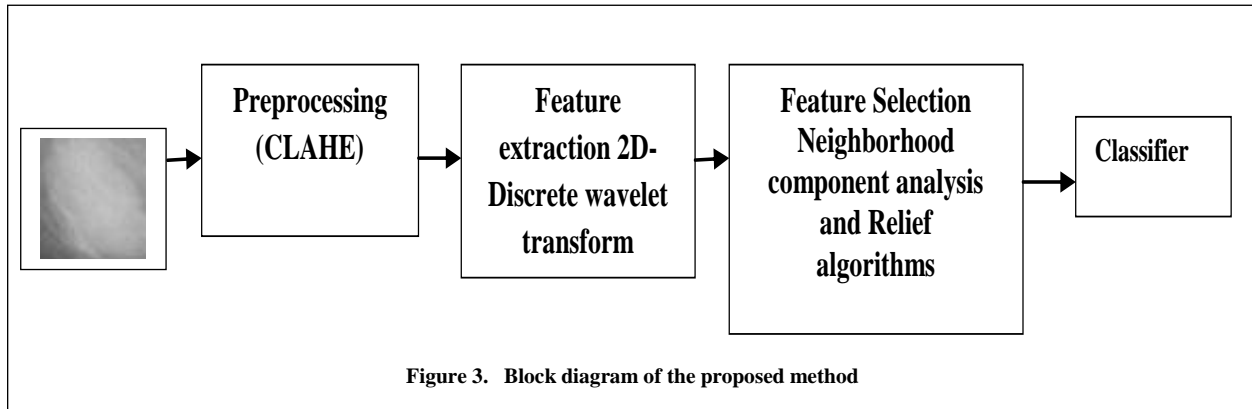 Preprocessing
(CLAHE)
Feature
extraction 2D-
Discrete wavelet
transform
Feature Selection
Neighborhood
component analysis
and Relief
algorithms
Classifier
Figure 3. Block diagram of the proposed method